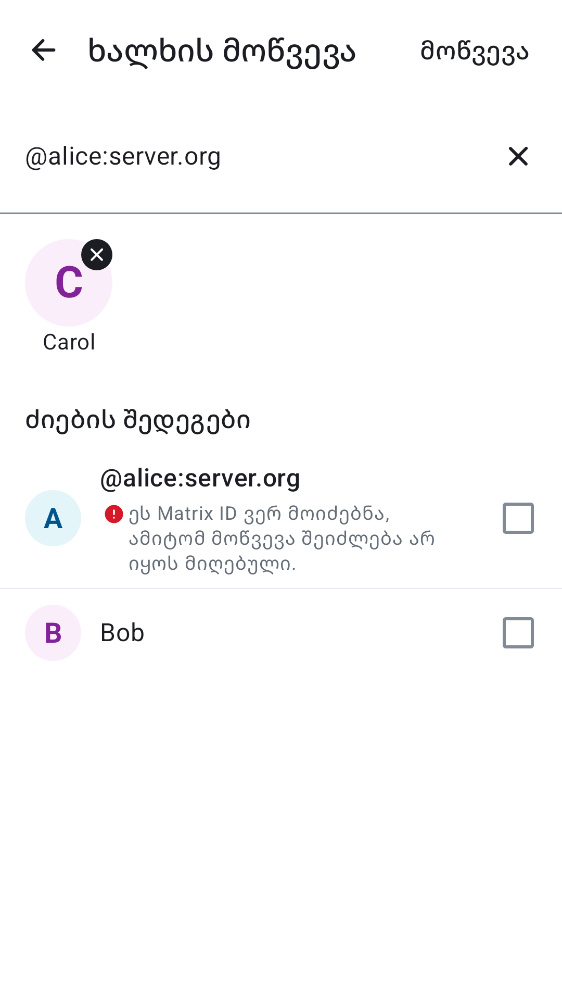 ხალხის მოწვევა
მოწვევა
@alice:server.org
C
Carol
ძიების შედეგები
@alice:server.org
A
ეს Matrix ID ვერ მოიძებნა,
ამიტომ მოწვევა შეიძლება არ
იყოს მიღებული.
B
Bob